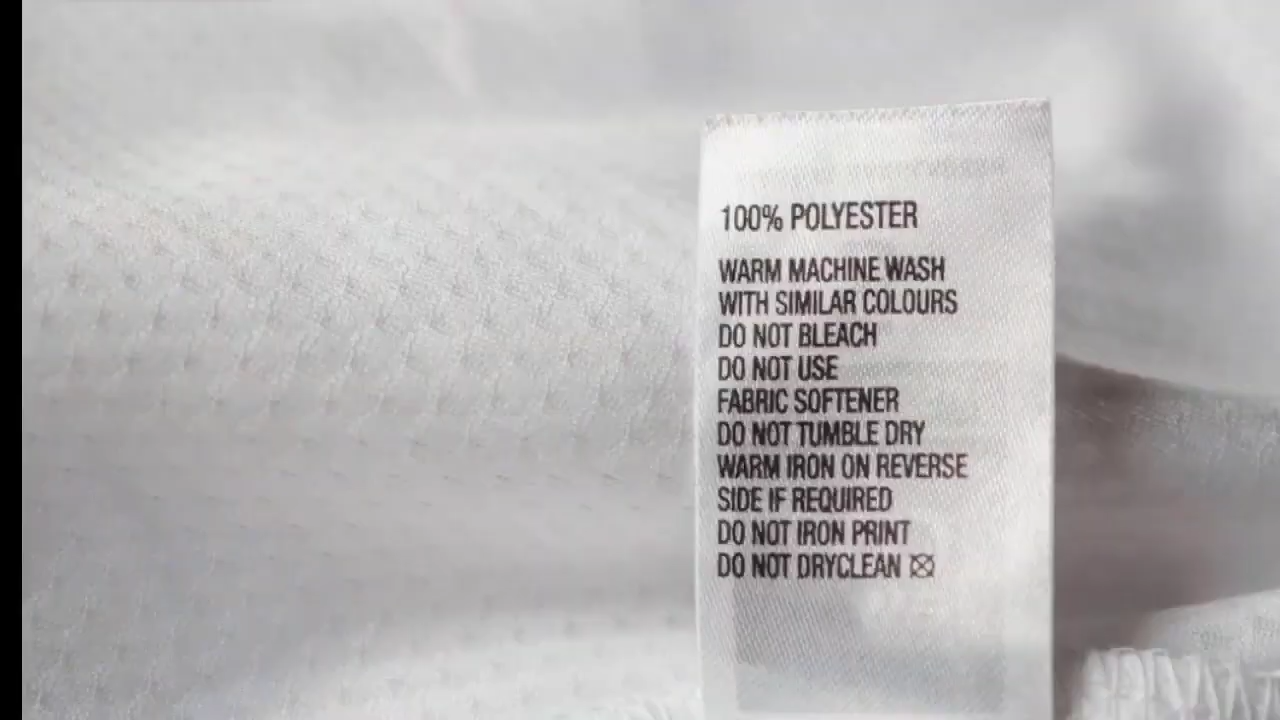 100% POLYESTER
WARM MACHINE WASH
WITH SIMILAR COLOURS
DO NOT BLEACH
DO NOT USE
FABRIC SOFTENER
DO NOT TUMBLE DRY
WARM IRON ON REVERSE
SIDE IF REQUIRED
DO NOT IRON PRINT
DO NOT DRYCLEAN